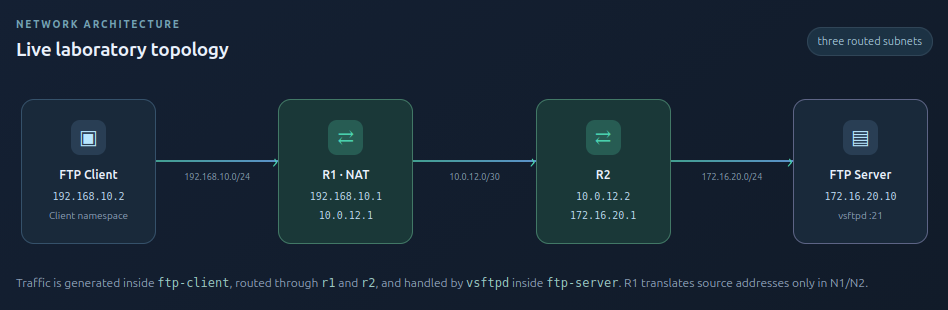 NETWORK ARCHITECTURE
Live laboratory topology
three routed subnets
FTP Client
192.168.10.2
Client namespace
192.168.10.0/24
R1 · NAT
192.168.10.1
10.0.12.1
10.0.12.0/30
R2
10.0.12.2
172.16.20.1
172.16.20.0/24
FTP Server
172.16.20.10
vsftpd :21
Traffic is generated inside ftp-client, routed through r1 and r2, and handled by vsftpd inside ftp-server. R1 translates source addresses only in N1/N2.